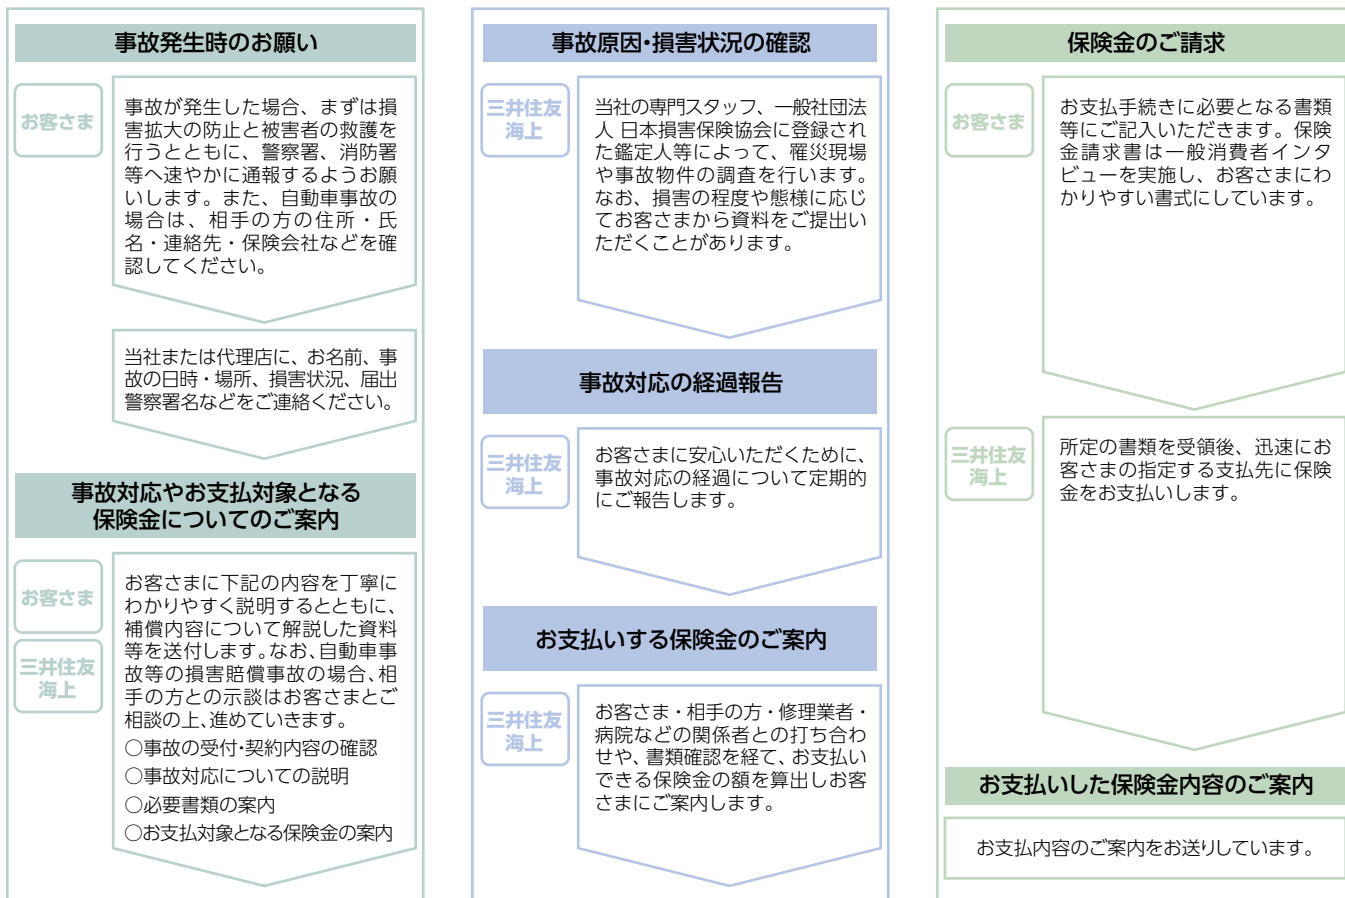 事故発生時のお願い
お客さま
事故が発生した場合、まずは損
害拡大の防止と被害者の救護を
行うとともに、警察署、消防署
等へ速やかに通報するようお願
いします。また、自動車事故の
場合は、相手の方の住所・氏
名・連絡先・保険会社などを確
認してください。
当社または代理店に、お名前、事
故の日時・場所、損害状況、届出
警察署名などをご連絡ください。
事故対応やお支払対象となる
保険金についてのご案内
お客さま
三井住友
海上
お客さまに下記の内容を丁寧に
わかりやすく説明するとともに、
補償内容について解説した資料
等を送付します。なお、自動車事
故等の損害賠償事故の場合、相
手の方との示談はお客さまとご
相談の上、進めていきます。
○事故の受付・契約内容の確認
○事故対応についての説明
○必要書類の案内
○お支払対象となる保険金の案内
事故原因・損害状況の確認
三井住友
海上
当社の専門スタッフ、一般社団法
人 日本損害保険協会に登録され
た鑑定人等によって、罹災現場
や事故物件の調査を行います。
なお、損害の程度や態様に応じ
てお客さまから資料をご提出い
ただくことがあります。
事故対応の経過報告
三井住友
海上
お客さまに安心いただくために、
事故対応の経過について定期的
にご報告します。
お支払いする保険金のご案内
三井住友
海上
お客さま・相手の方・修理業者・
病院などの関係者との打ち合わ
せや、書類確認を経て、お支払い
できる保険金の額を算出しお客
さまにご案内します。
保険金のご請求
お客さま
お支払手続きに必要となる書類
等にご記入いただきます。保険
金請求書は一般消費者インタ
ビューを実施し、お客さまにわ
かりやすい書式にしています。
三井住友
海上
所定の書類を受領後、迅速にお
客さまの指定する支払先に保険
金をお支払いします。
お支払いした保険金内容のご案内
お支払内容のご案内をお送りしています。